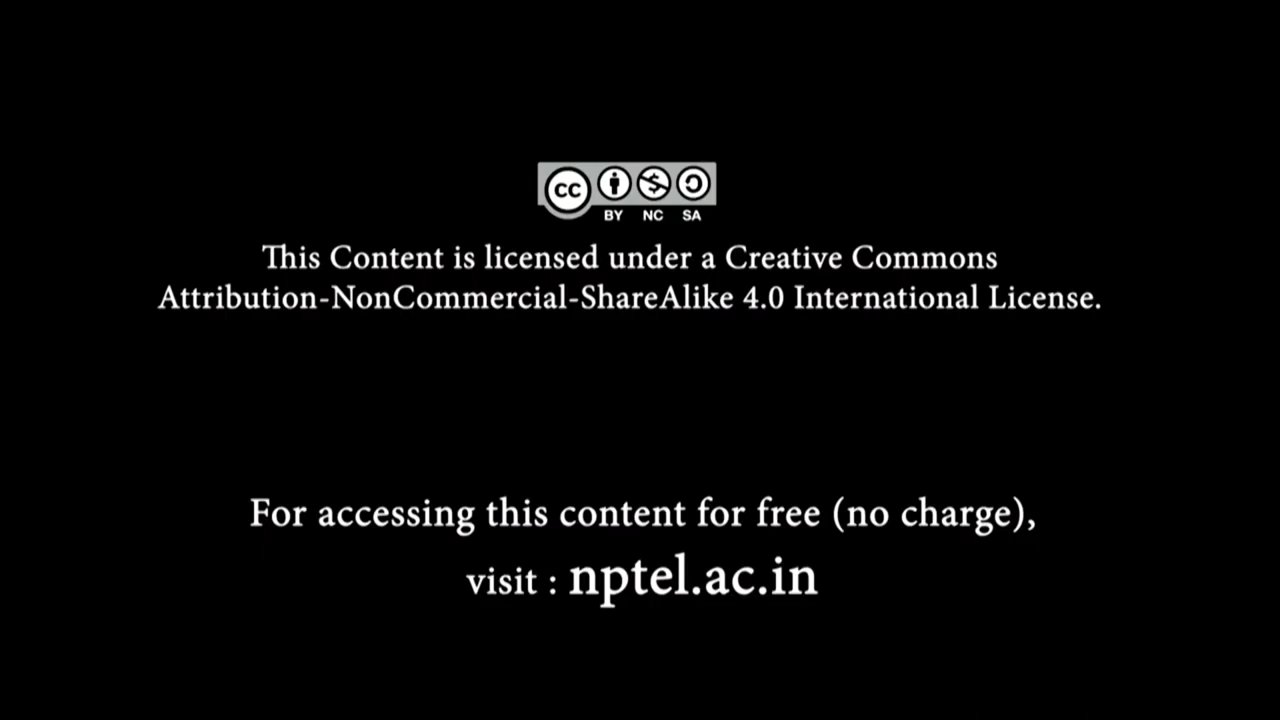 cc BY NC SA
This Content is licensed under a Creative Commons
Attribution-NonCommercial-ShareAlike 4.0 International License.
For accessing this content for free (no charge),
visit : nptel.ac.in